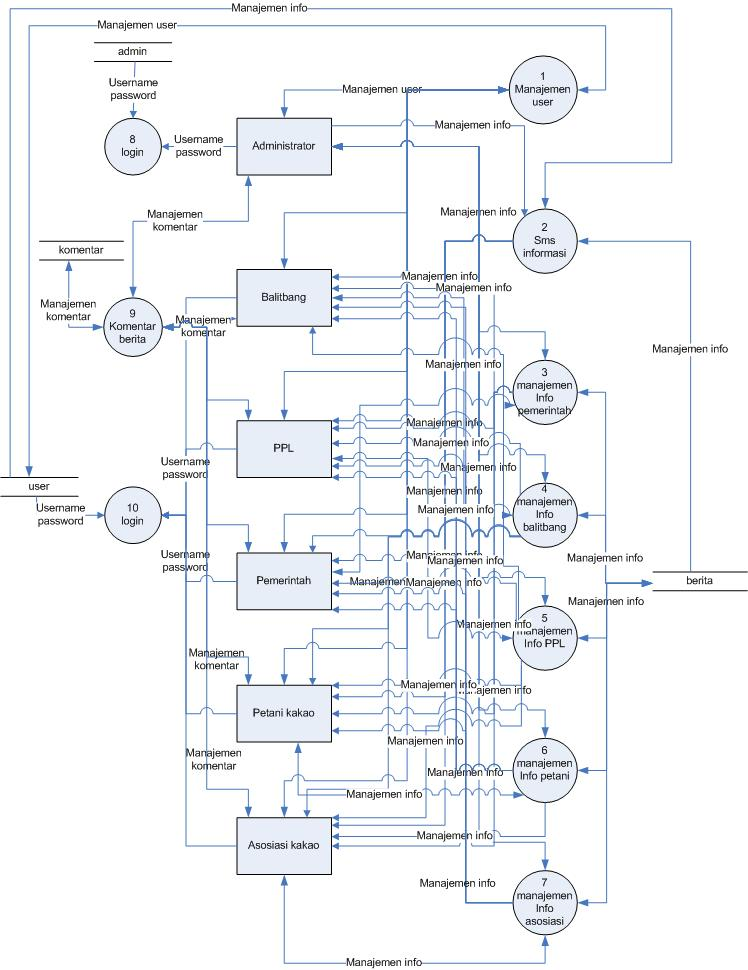 Manajemen info
Manajemen user
admin
Username
password
1
Manajemen
user
Manajemen user
8
login
Username
password
Administrator
Manajemen info
Manajemen
komentar
Manajemen info
2
Sms
informasi
komentar
Manajemen
komentar
9
Komentar
berita
Manajemen
komentar
Balitbang
Manajemen info
Manajemen info
Manajemen info
Manajemen info
3
manajemen
Info
pemerintah
PPL
Manajemen info
Manajemen info
Manajemen info
Username
password
user
Username
password
10
login
Manajemen info
Manajemen info
4
manajemen
Info
balitbang
Username
password
Pemerintah
Manajemen info
Manajemen info
Manajemen
Manajemen info
Manajemen info
berita
Manajemen info
Manajemen info
5
manajemen
Info PPL
Manajemen
komentar
Petani kakao
Manajemen info
Manajemen info
Manajemen info
Manajemen
komentar
Manajemen info
6
manajemen
Info petani
Manajemen info
Asosiasi kakao
Manajemen info
Manajemen info
7
manajemen
Info
asosiasi
Manajemen info